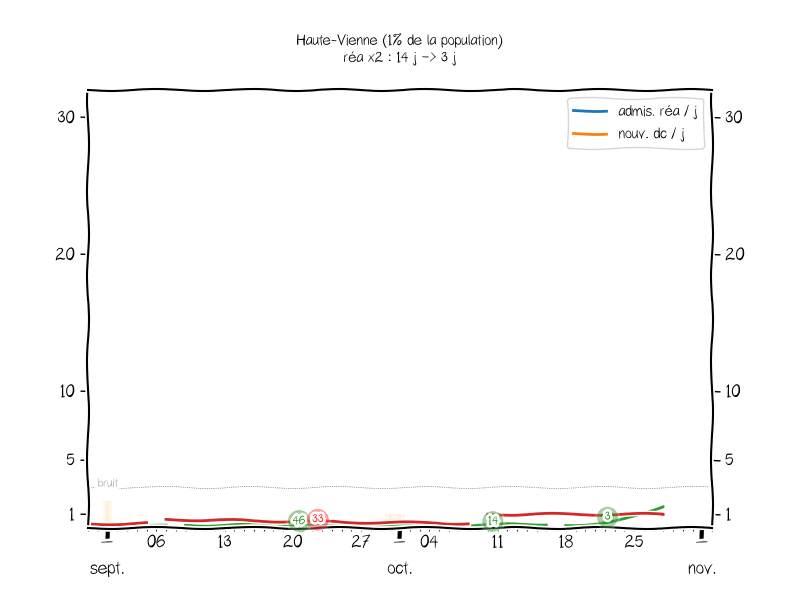 Haute-Vienne (1% de la population)
réa x2 : 14 j -> 3 j
admis. réa / j
nouv. dc / j
30
30
20
20
10
10
5
5
bruit
1
1
46
33
14
3
06
13
20
27
04
11
18
25
sept.
oct.
nov.